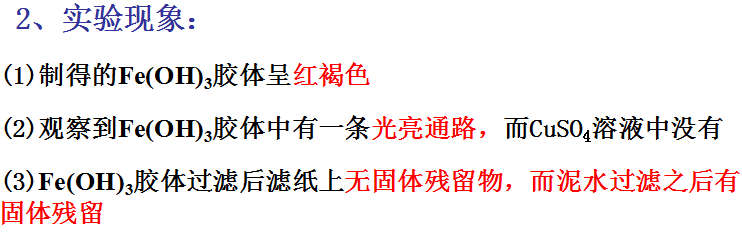 2、实验现象：
(1)制得的Fe(OH)₃胶体呈红褐色
(2)观察到Fe(OH)₃胶体中有一条光亮通路，而CuSO₄溶液中没有
(3)Fe(OH)₃胶体过滤后滤纸上无固体残留物，而泥水过滤之后有
固体残留